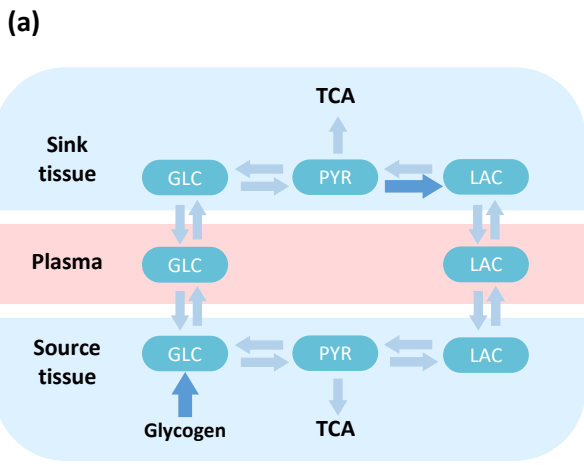 (a)
TCA
Sink
tissue
GLC
PYR
LAC
Plasma
GLC
LAC
Source
tissue
GLC
PYR
LAC
Glycogen
TCA